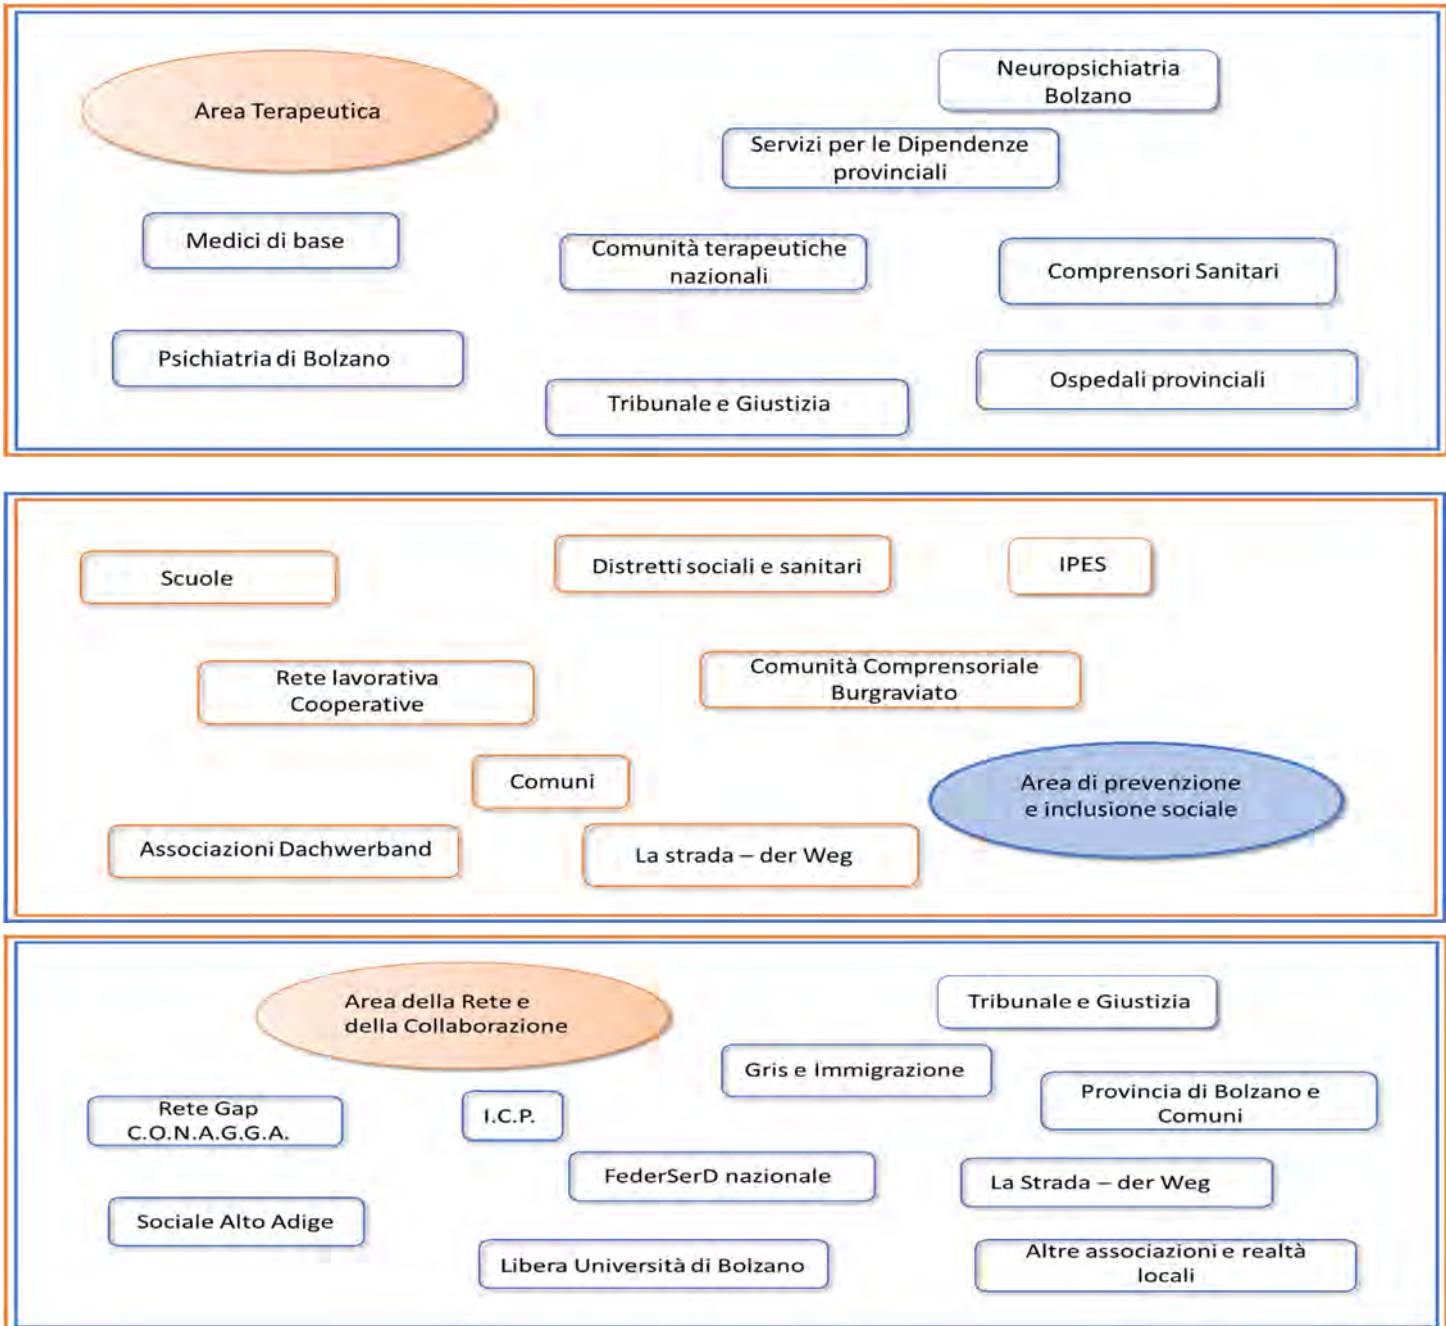 Area Terapeutica
Neuropsichiatria
Bolzano
Servizi per le Dipendenze
provinciali
Medici di base
Comunità terapeutiche
nazionali
Comprensori Sanitari
Psichiatria di Bolzano
Tribunale e Giustizia
Ospedali provinciali
Scuole
Distretti sociali e sanitari
IPES
Rete lavorativa
Cooperative
Comunità Comprensoriale
Burgraviato
Comuni
Area di prevenzione
e inclusione sociale
Associazioni Dachwerband
La strada – der Weg
Area della Rete e
della Collaborazione
Tribunale e Giustizia
Gris e Immigrazione
Provincia di Bolzano e
Comuni
Rete Gap
C.O.N.A.G.G.A.
I.C.P.
FederSerD nazionale
La Strada – der Weg
Sociale Alto Adige
Libera Università di Bolzano
Altre associazioni e realtà
locali